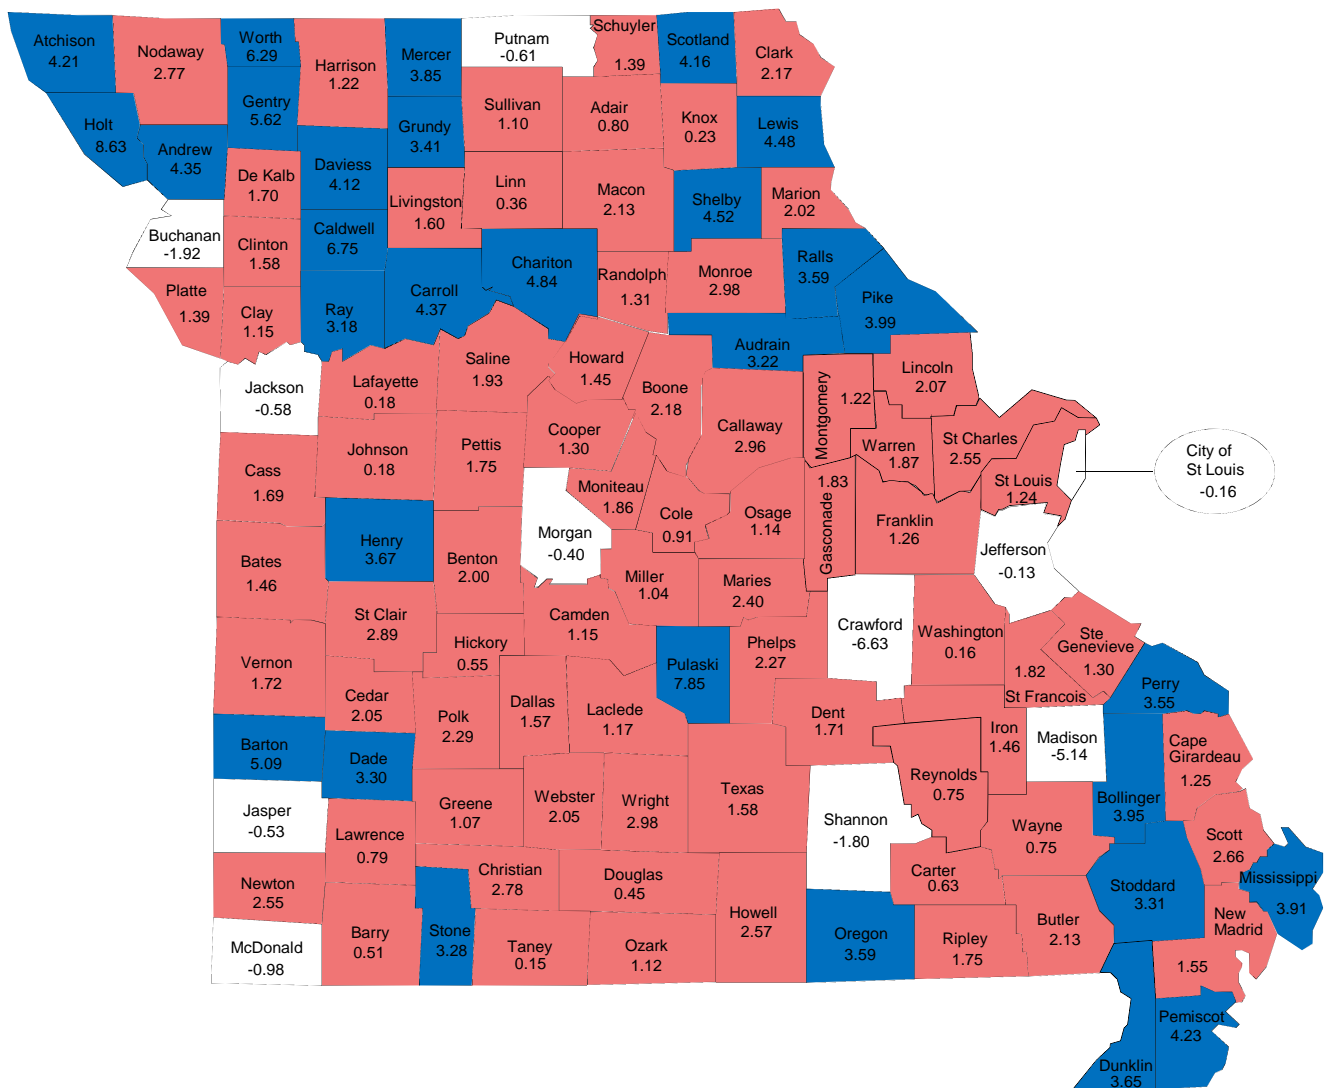 Atchison
4.21
Nodaway
2.77
Worth
6.29
Harrison
1.22
Mercer
3.85
Putnam
-0.61
Schuyler
1.39
Scotland
4.16
Clark
2.17
Holt
8.63
Andrew
4.35
Gentry
5.62
Daviess
4.12
Grundy
3.41
Sullivan
1.10
Adair
0.80
Knox
0.23
Lewis
4.48
De Kalb
1.70
Livingston
1.60
Linn
0.36
Macon
2.13
Shelby
4.52
Marion
2.02
Buchanan
-1.92
Clinton
1.58
Caldwell
6.75
Chariton
4.84
Randolph
1.31
Monroe
2.98
Ralls
3.59
Pike
3.99
Platte
1.39
Clay
1.15
Ray
3.18
Carroll
4.37
Audrain
3.22
Jackson
-0.58
Lafayette
0.18
Saline
1.93
Howard
1.45
Boone
2.18
Callaway
2.96
Montgomery
1.22
Lincoln
2.07
Warren
1.87
St Charles
2.55
St Louis
1.24
City of
St Louis
-0.16
Cass
1.69
Johnson
0.18
Pettis
1.75
Cooper
1.30
Moniteau
1.86
Cole
0.91
Osage
1.14
Gasconade
1.83
Franklin
1.26
Jefferson
-0.13
Bates
1.46
Henry
3.67
Benton
2.00
Morgan
-0.40
Miller
1.04
Maries
2.40
St Clair
2.89
Hickory
0.55
Camden
1.15
Pulaski
7.85
Phelps
2.27
Crawford
-6.63
Washington
0.16
Ste
Genevieve
1.30
1.82
St Francois
Perry
3.55
Vernon
1.72
Cedar
2.05
Polk
2.29
Dallas
1.57
Laclede
1.17
Dent
1.71
Iron
1.46
Madison
-5.14
Cape
Girardeau
1.25
Barton
5.09
Dade
3.30
Greene
1.07
Webster
2.05
Wright
2.98
Texas
1.58
Reynolds
0.75
Bollinger
3.95
Jasper
-0.53
Lawrence
0.79
Shannon
-1.80
Wayne
0.75
Scott
2.66
Newton
2.55
Christian
2.78
Douglas
0.45
Carter
0.63
Stoddard
3.31
Mississippi
3.91
McDonald
-0.98
Barry
0.51
Stone
3.28
Taney
0.15
Ozark
1.12
Howell
2.57
Oregon
3.59
Ripley
1.75
Butler
2.13
New
Madrid
1.55
Pemiscot
4.23
Dunklin
3.65